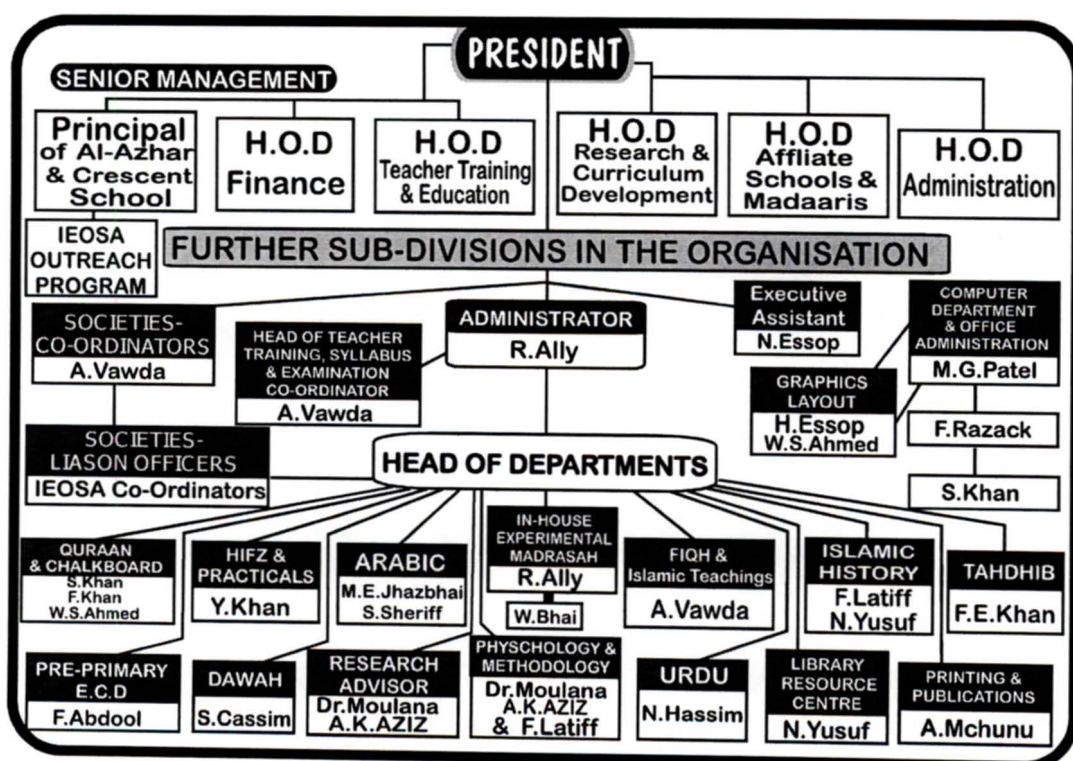 PRESIDENT
SENIOR MANAGEMENT
Principal
of Al-Azhar
& Crescent
School
H.O.D
Finance
H.O.D
Teacher Training
& Education
H.O.D
Research &
Curriculum
Development
H.O.D
Affliate
Schools &
Madaaris
H.O.D
Administration
IEOSA
OUTREACH
PROGRAM
FURTHER SUB-DIVISIONS IN THE ORGANISATION
SOCIETIES-
CO-ORDINATORS
A.Vawda
HEAD OF TEACHER
TRAINING, SYLLABUS
& EXAMINATION
CO-ORDINATOR
A.Vawda
ADMINISTRATOR
R.Ally
Executive
Assistant
N.Essop
COMPUTER
DEPARTMENT
& OFFICE
ADMINISTRATION
M.G.Patel
GRAPHICS
LAYOUT
H.Essop
W.S.Ahmed
F.Razack
S.Khan
SOCIETIES-
LIASON OFFICERS
IEOSA Co-Ordinators
HEAD OF DEPARTMENTS
QURAAN
& CHALKBOARD
S.Khan
F.Khan
W.S.Ahmed
HIFZ &
PRACTICALS
Y.Khan
ARABIC
M.E.Jhazbhai
S.Sheriff
IN-HOUSE
EXPERIMENTAL
MADRASAH
R.Ally
W.Bhai
FIQH &
Islamic Teachings
A.Vawda
ISLAMIC
HISTORY
F.Latiff
N.Yusuf
TAHDHIB
F.E.Khan
PRE-PRIMARY
E.C.D
F.Abdool
DAWAH
S.Cassim
RESEARCH
ADVISOR
Dr.Moulana
A.K.AZIZ
PHYSCHOLOGY &
METHODOLOGY
Dr.Moulana
A.K.AZIZ
& F.Latiff
URDU
N.Hassim
LIBRARY
RESOURCE
CENTRE
N.Yusuf
PRINTING &
PUBLICATIONS
A.Mchunu